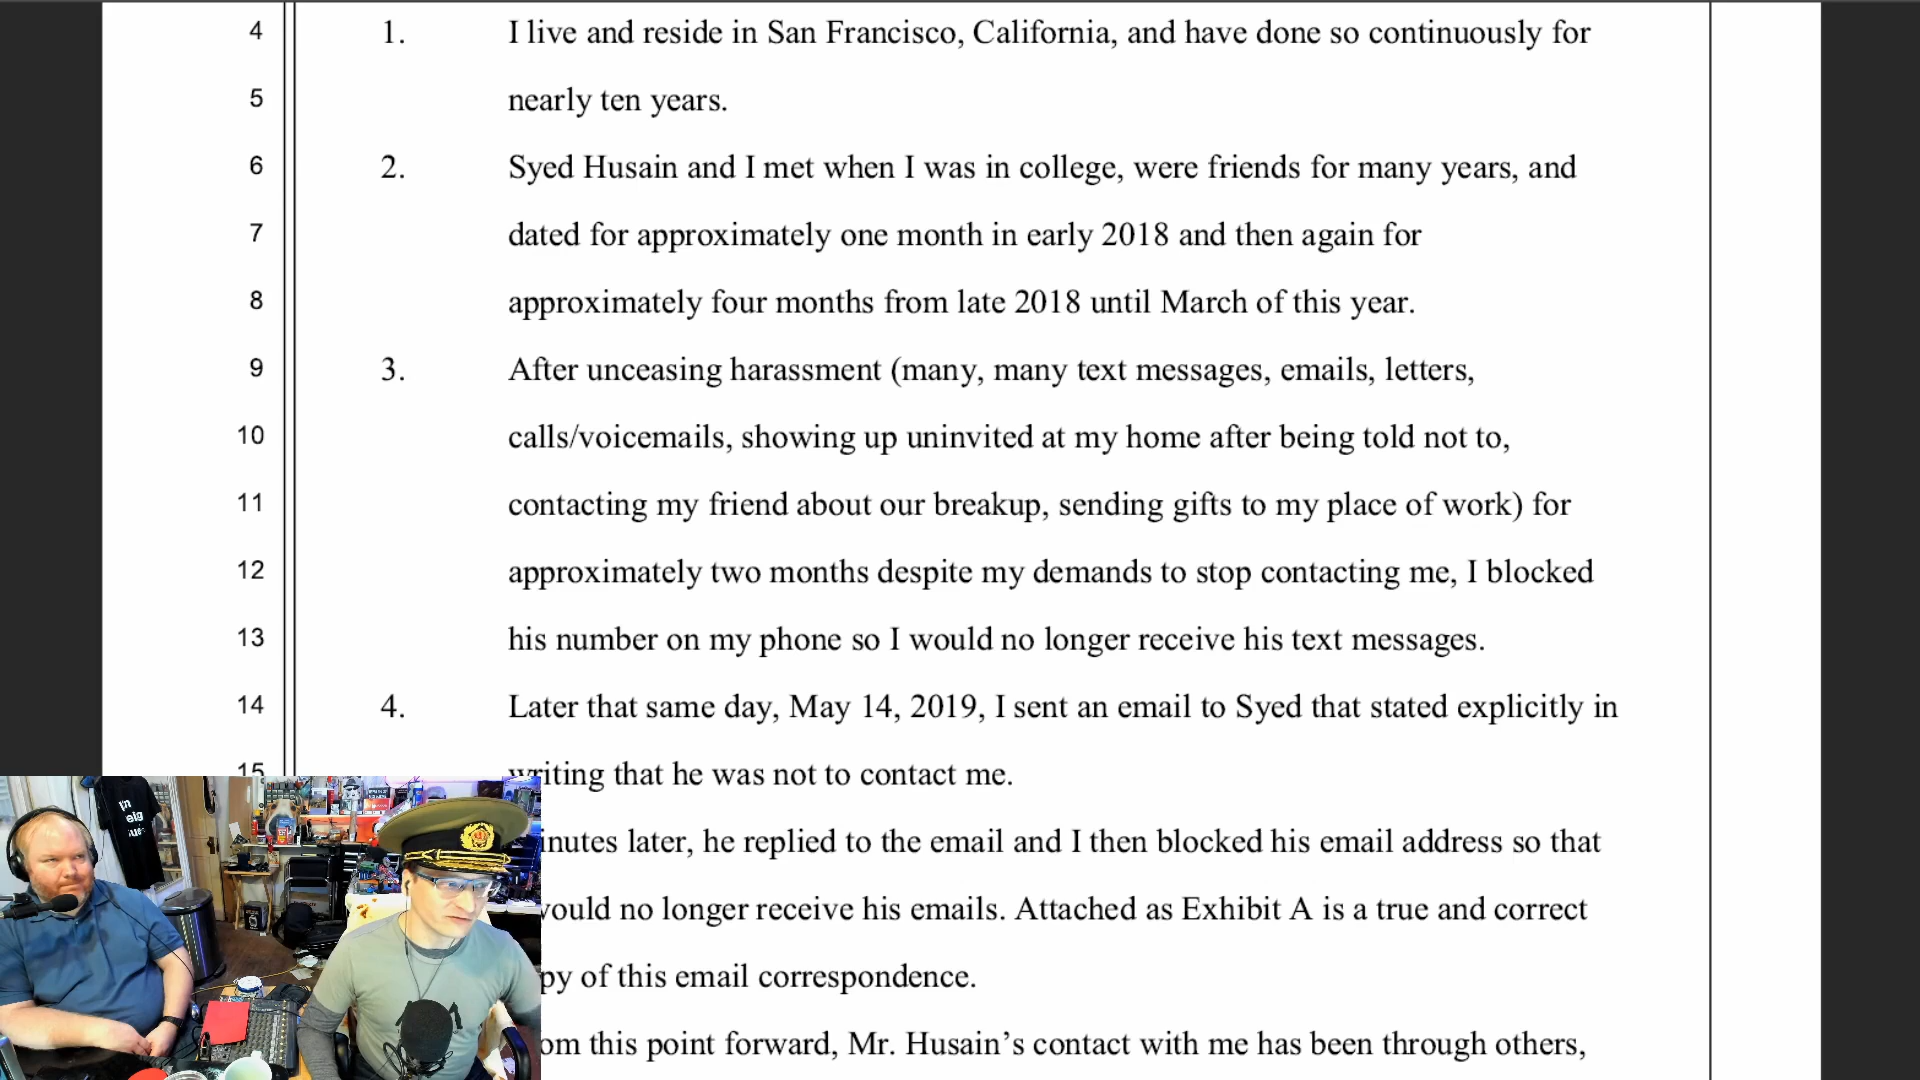 4 1. I live and reside in San Francisco, California, and have done so continuously for
5 nearly ten years.
6 2. Syed Husain and I met when I was in college, were friends for many years, and
7 dated for approximately one month in early 2018 and then again for
8 approximately four months from late 2018 until March of this year.
9 3. After unceasing harassment (many, many text messages, emails, letters,
10 calls/voicemails, showing up uninvited at my home after being told not to,
11 contacting my friend about our breakup, sending gifts to my place of work) for
12 approximately two months despite my demands to stop contacting me, I blocked
13 his number on my phone so I would no longer receive his text messages.
14 4. Later that same day, May 14, 2019, I sent an email to Syed that stated explicitly in
15 writing that he was not to contact me.
inutes later, he replied to the email and I then blocked his email address so that
would no longer receive his emails. Attached as Exhibit A is a true and correct
py of this email correspondence.
om this point forward, Mr. Husain's contact with me has been through others,